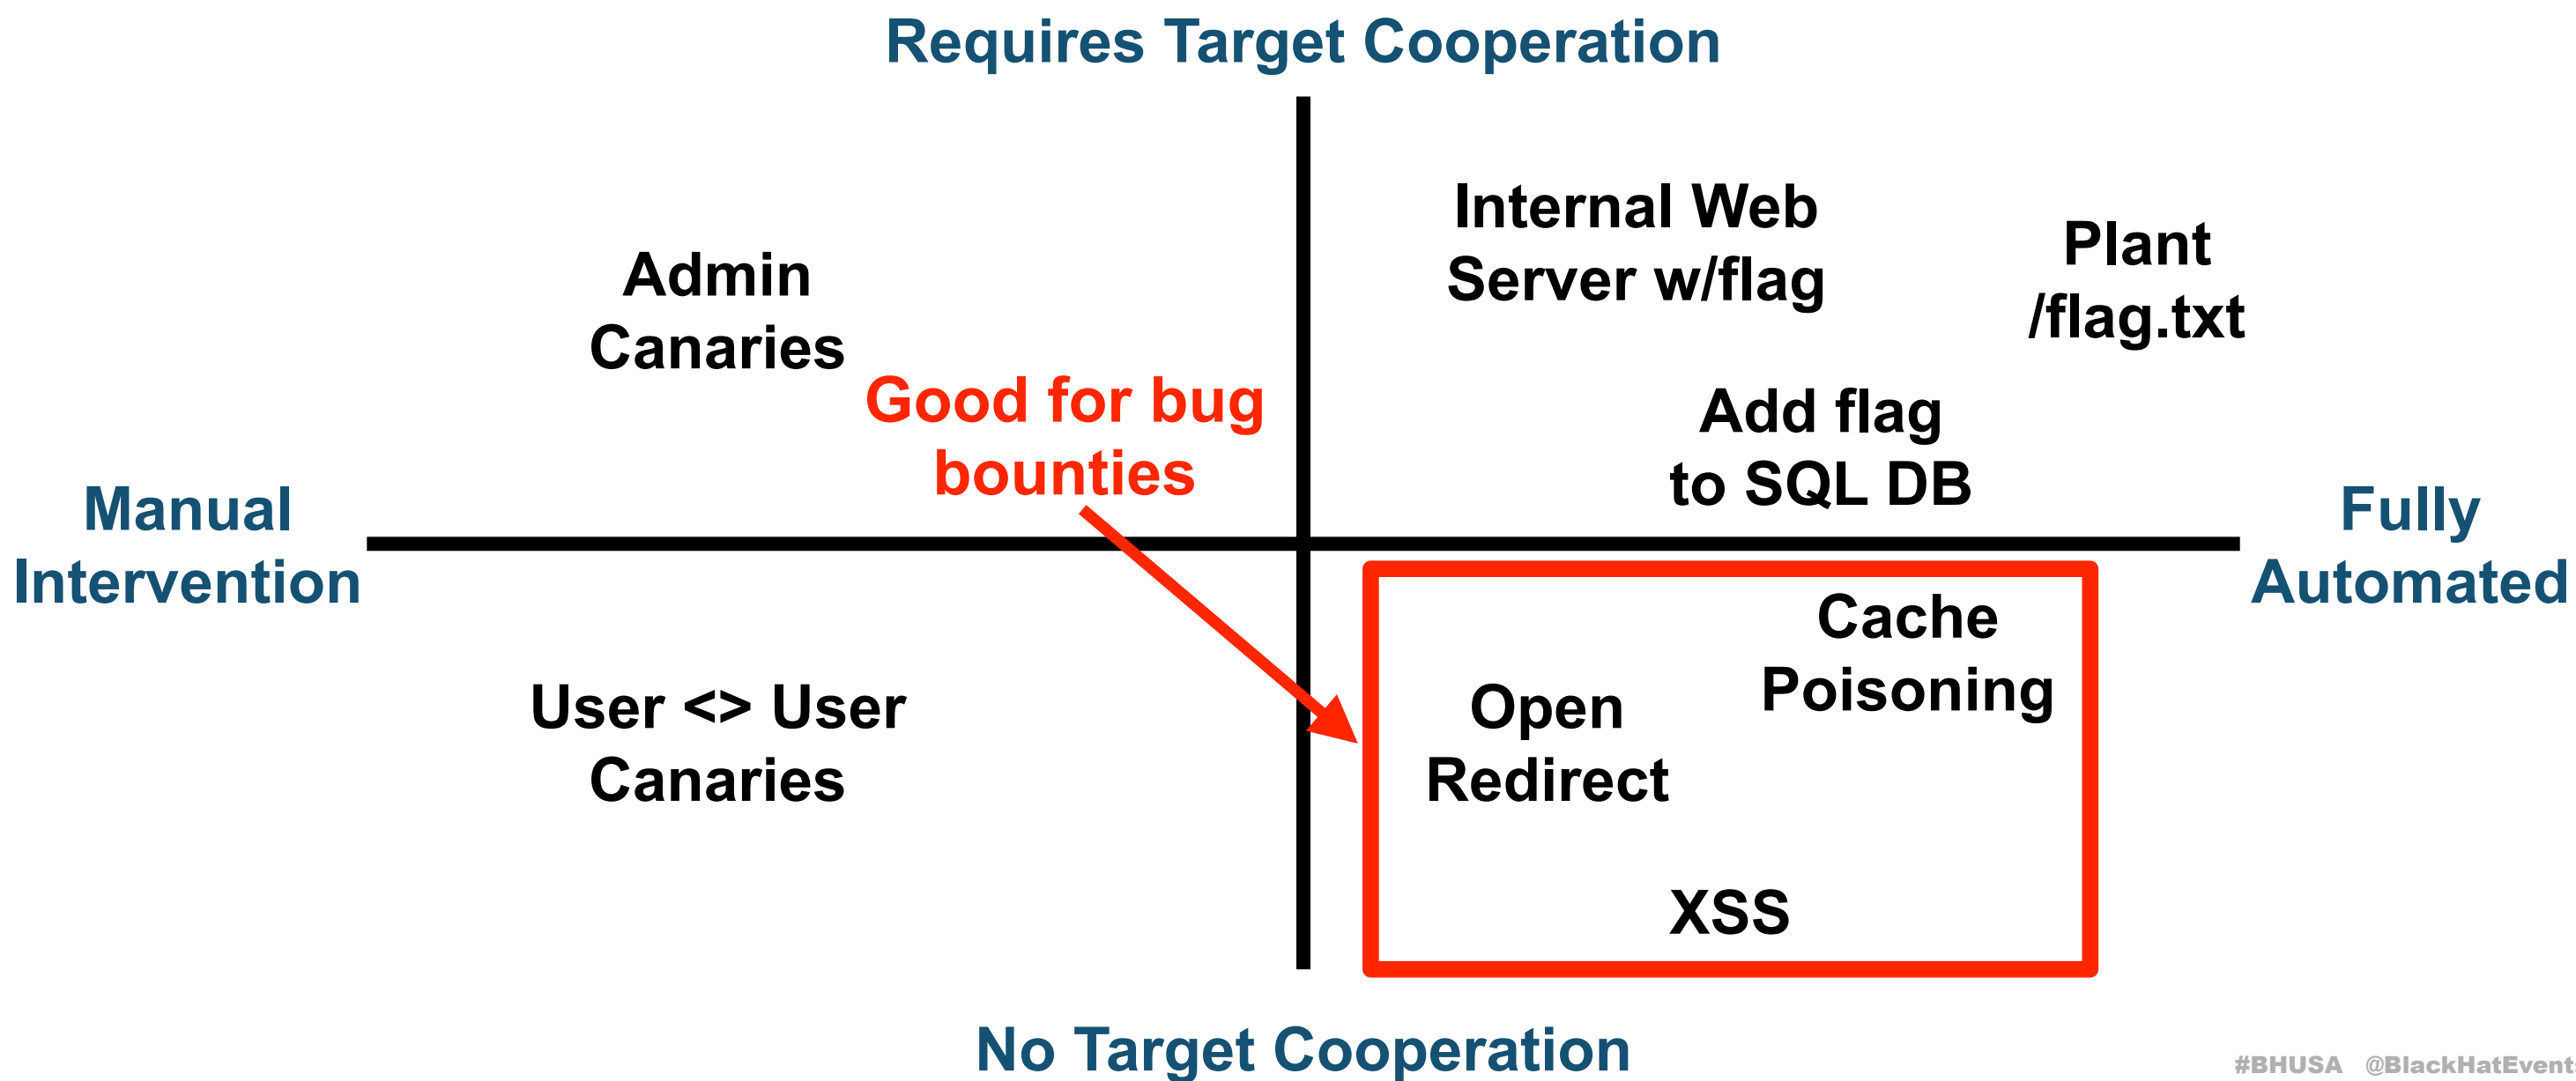 Requires Target Cooperation
Internal Web
Server w/flag
Plant
/flag.txt
Admin
Canaries
Good for bug
bounties
Add flag
to SQL DB
Manual
Intervention
Fully
Automated
Cache
Poisoning
User <> User
Canaries
Open
Redirect
XSS
No Target Cooperation
#BHUSA @BlackHatEvent